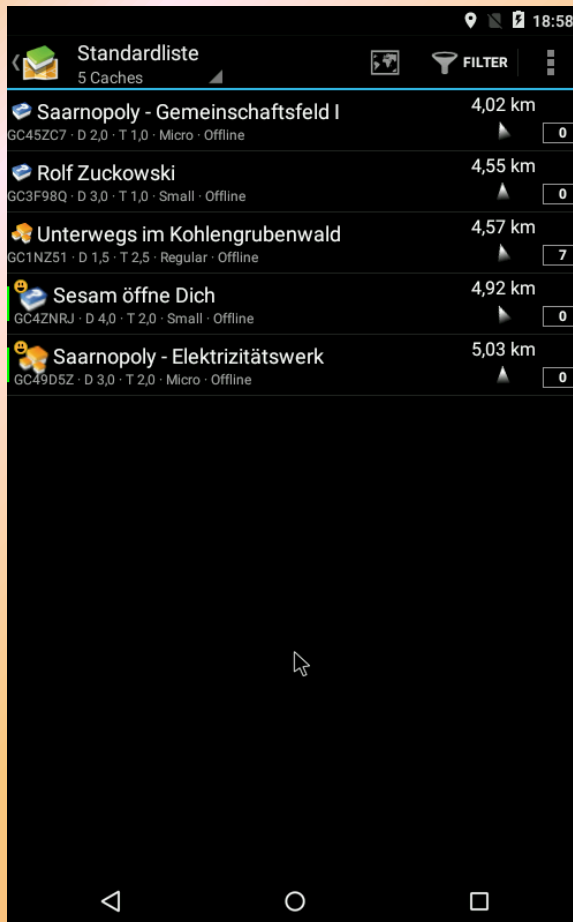 18:58
Standardliste
5 Caches
FILTER
Saarnopoly - Gemeinschaftsfeld I
4,02 km
GC45ZC7 · D 2,0 · T 1,0 · Micro · Offline
0
Rolf Zuckowski
4,55 km
GC3F98Q · D 3,0 · T 1,0 · Small · Offline
0
Unterwegs im Kohlengrubenwald
4,57 km
GC1NZ51 · D 1,5 · T 2,5 · Regular · Offline
7
Sesam öffne Dich
4,92 km
GC4ZNRJ · D 4,0 · T 2,0 · Small · Offline
0
Saarnopoly - Elektrizitätswerk
5,03 km
GC49D5Z · D 3,0 · T 2,0 · Micro · Offline
0